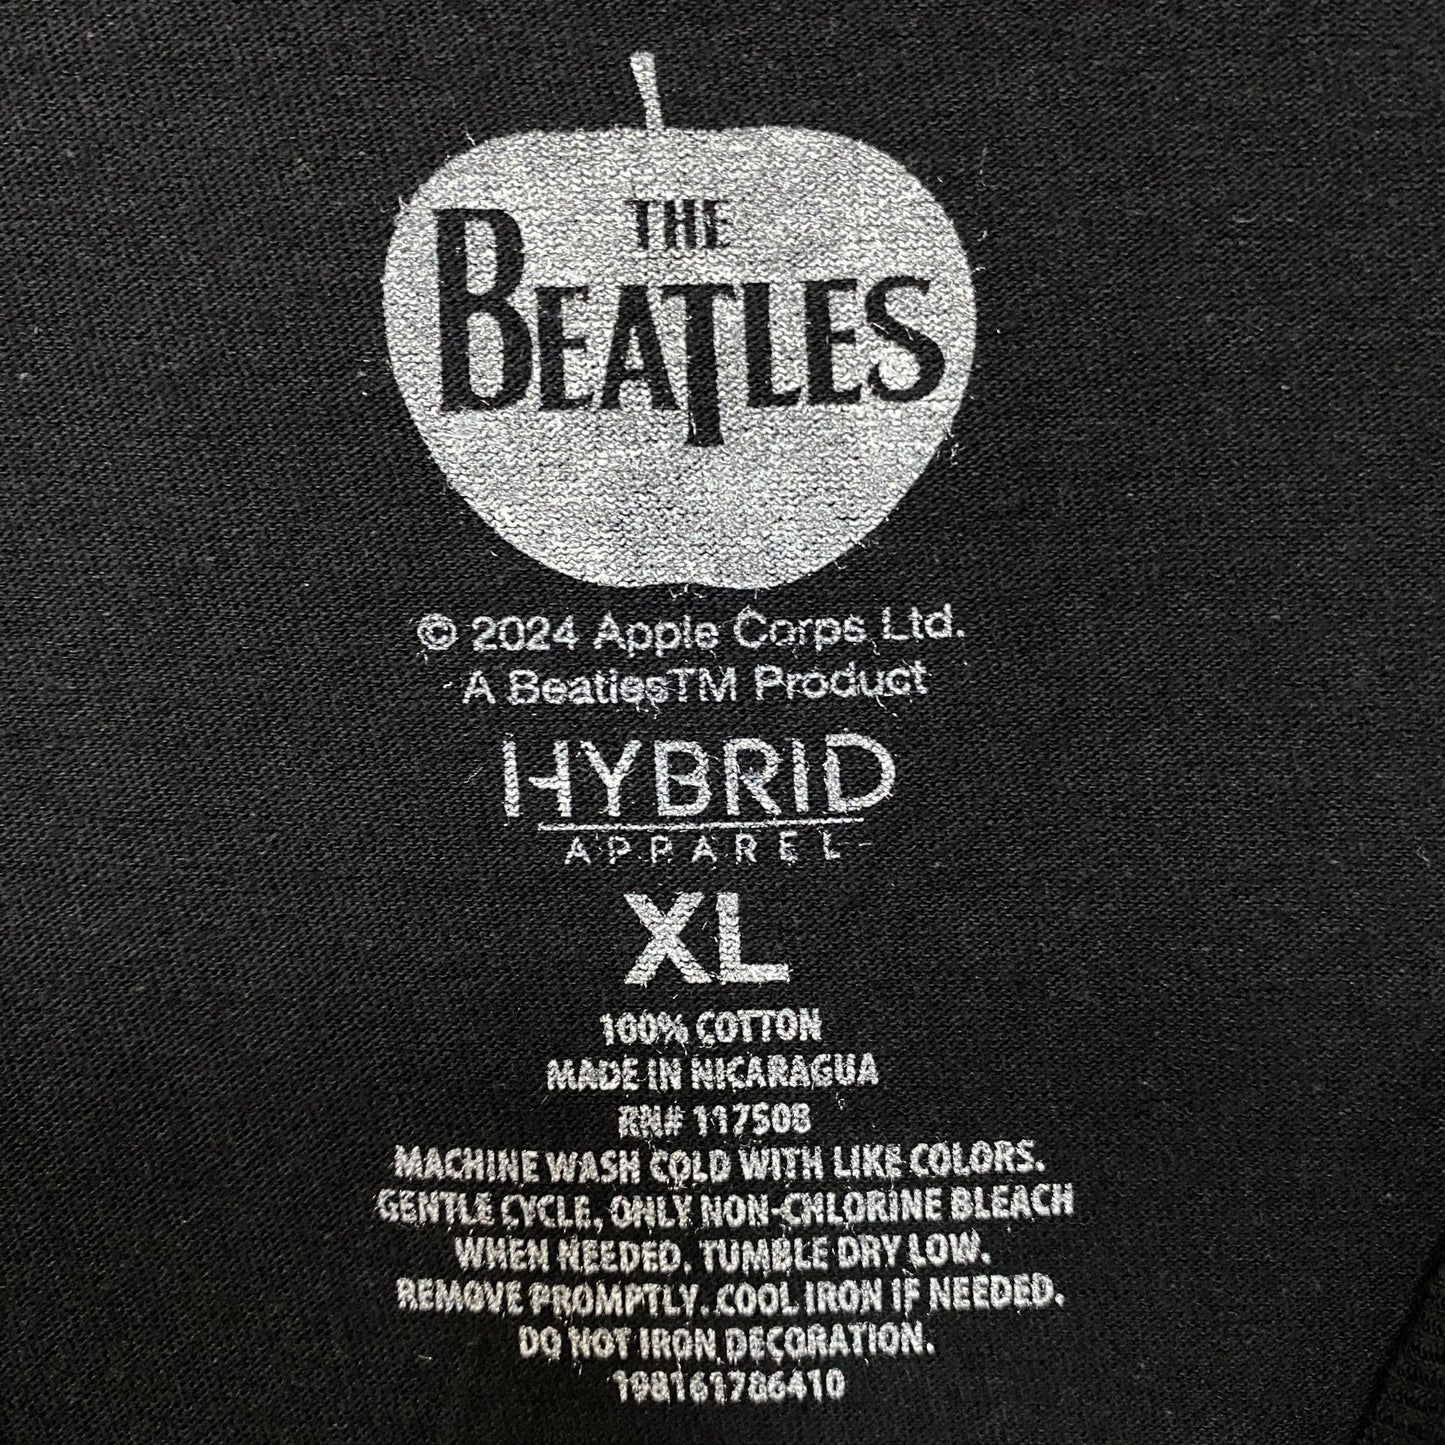 THE
BEATLES
© 2024 Apple Corps Ltd.
A Beatles™ Product
HYBRID
APPAREL
XL
100% COTTON
MADE IN NICARAGUA
RN# 117508
MACHINE WASH COLD WITH LIKE COLORS.
GENTLE CYCLE. ONLY NON-CHLORINE BLEACH
WHEN NEEDED. TUMBLE DRY LOW.
REMOVE PROMPTLY. COOL IRON IF NEEDED.
DO NOT IRON DECORATION.
198161786410